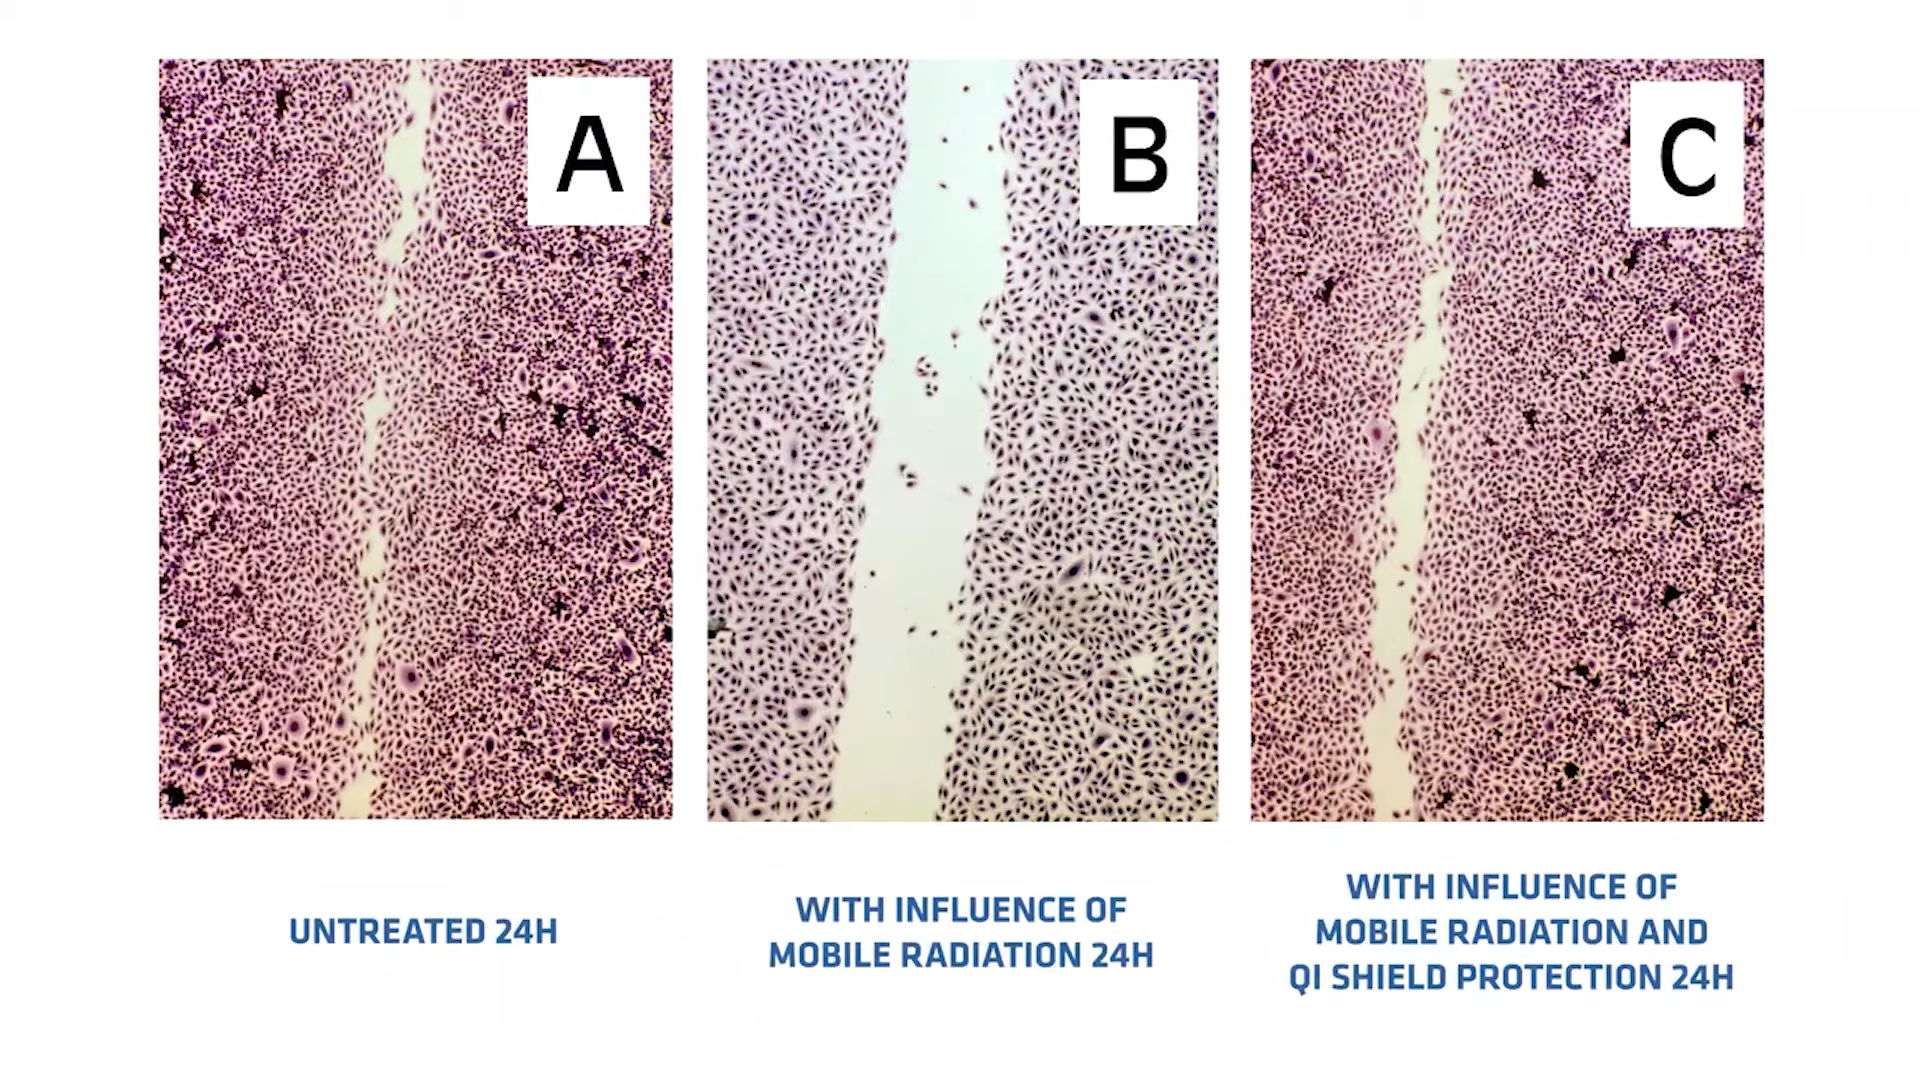 A
B
C
UNTREATED 24H
WITH INFLUENCE OF
MOBILE RADIATION 24H
WITH INFLUENCE OF
MOBILE RADIATION AND
QI SHIELD PROTECTION 24H